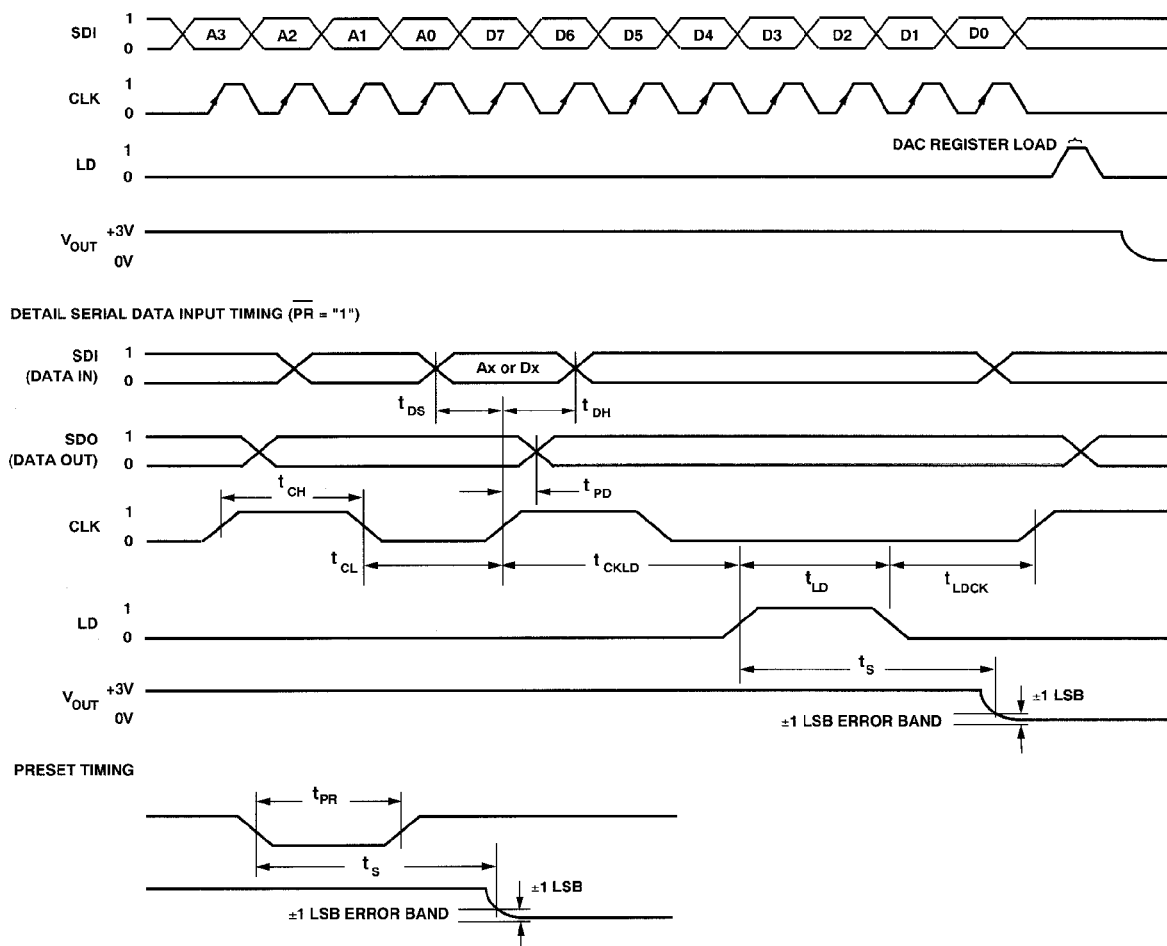 SDI 1 0 A3 A2 A1 A0 D7 D6 D5 D4 D3 D2 D1 D0
CLK 1 0
LD 1 0 DAC REGISTER LOAD
VOUT +3V 0V
DETAIL SERIAL DATA INPUT TIMING (P̅R̅ = "1")
SDI (DATA IN) 1 0 Ax or Dx
tDS tDH
SDO (DATA OUT) 1 0
tCH tPD
CLK 1 0
tCL tCKLD tLD tLDCK
LD 1 0
tS
VOUT +3V 0V ±1 LSB
±1 LSB ERROR BAND
PRESET TIMING
tPR
tS
±1 LSB
±1 LSB ERROR BAND